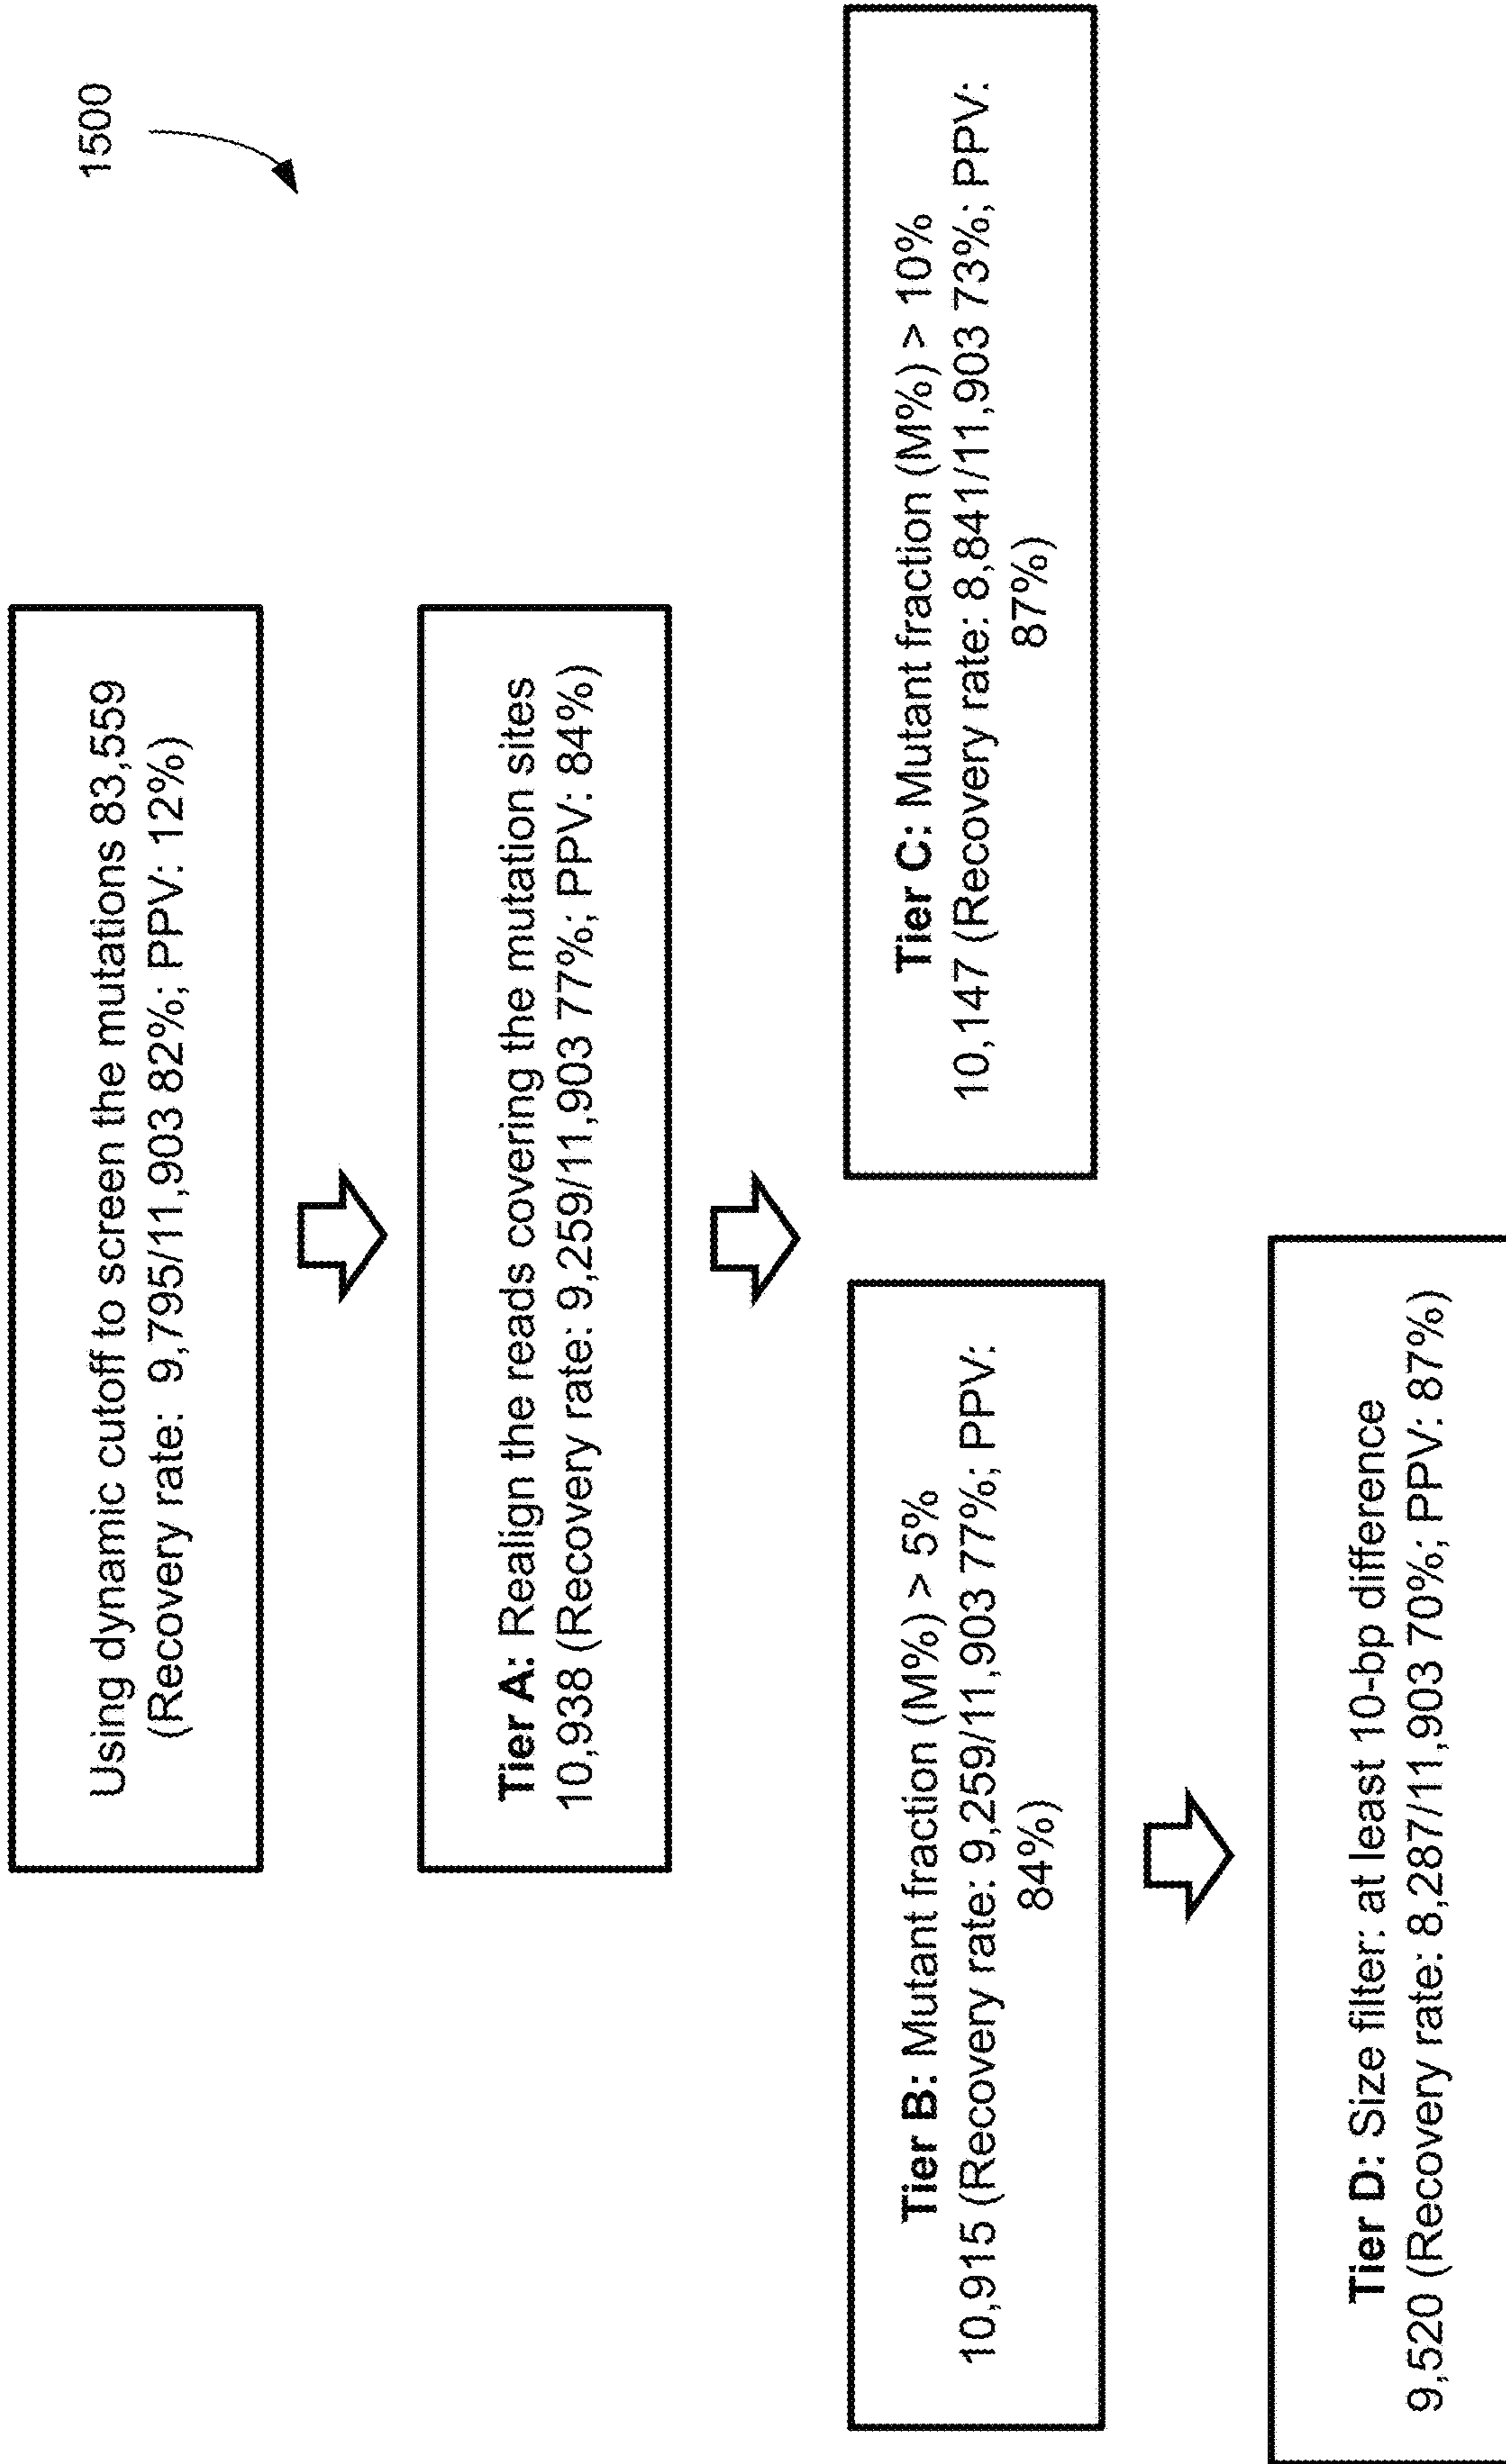 1500
Using dynamic cutoff to screen the mutations 83,559
(Recovery rate: 9,795/11,903 82%; PPV: 12%)
Tier A: Realign the reads covering the mutation sites
10,938 (Recovery rate: 9,259/11,903 77%; PPV: 84%)
Tier B: Mutant fraction (M%) > 5%
10,915 (Recovery rate: 9,259/11,903 77%; PPV:
84%)
Tier C: Mutant fraction (M%) > 10%
10,147 (Recovery rate: 8,841/11,903 73%; PPV:
87%)
Tier D: Size filter: at least 10-bp difference
9,520 (Recovery rate: 8,287/11,903 70%; PPV: 87%)